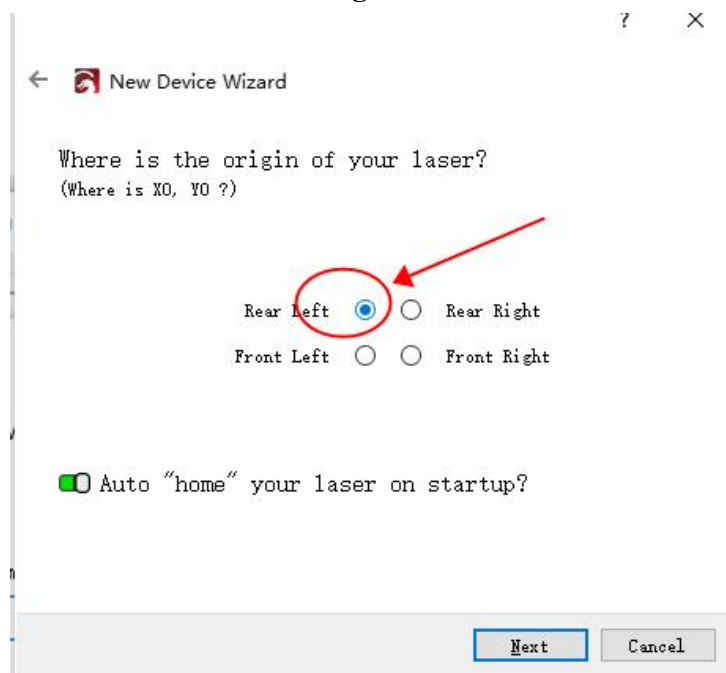 ?
New Device Wizard
Where is the origin of your laser?
(Where is X0, Y0 ?)
Rear Left Rear Right
Front Left Front Right
Auto "home" your laser on startup?
Next Cancel